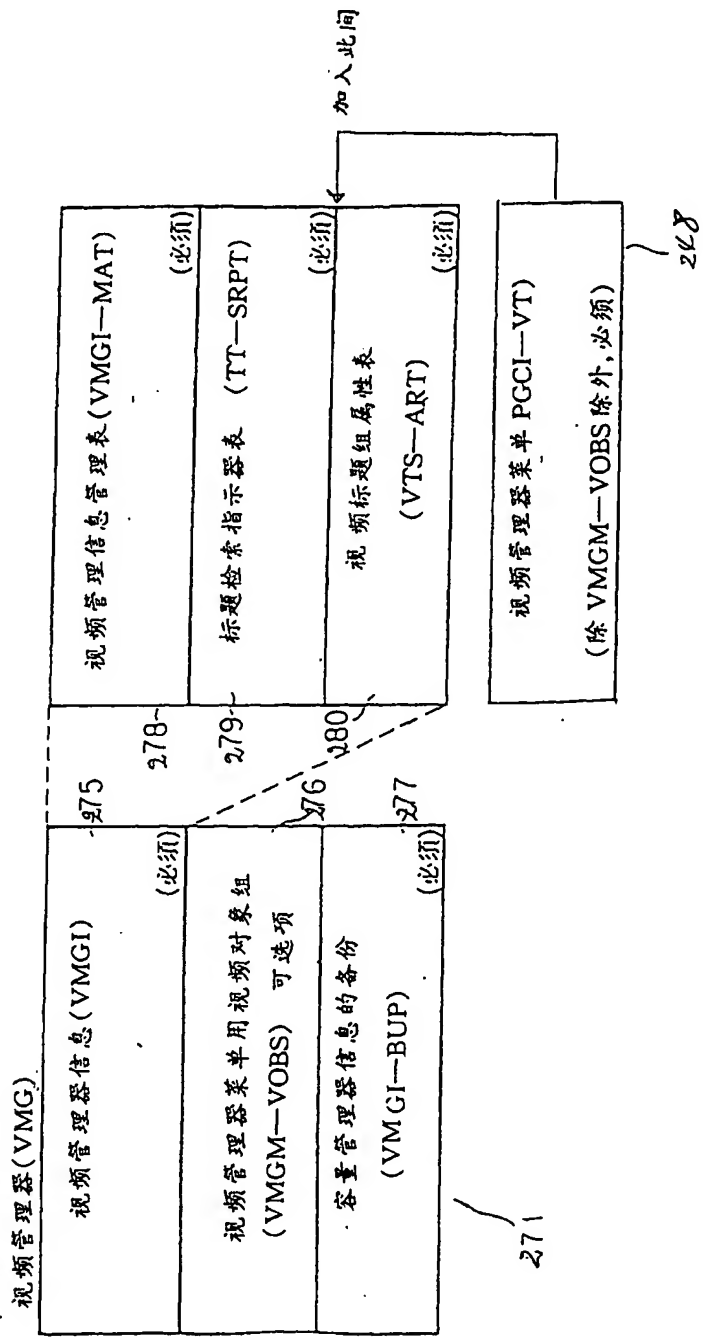 视频管理器(VMG)
视频管理器信息(VMGI)
(必须)
275
视频管理器菜单用视频对象组
(VMGM—VOBS) 可选项
276
容量管理器信息的备份
(VMGI—BUP)
(必须)
277
271
视频管理信息管理表(VMGI—MAT)
(必须)
278
标题检索指示器表 (TT—SRPT)
(必须)
279
视频标题组属性表
(VTS—ART)
(必须)
280
加入此间
视频管理器菜单 PGCI—VT)
(除 VMGM—VOBS 除外,必须)
248